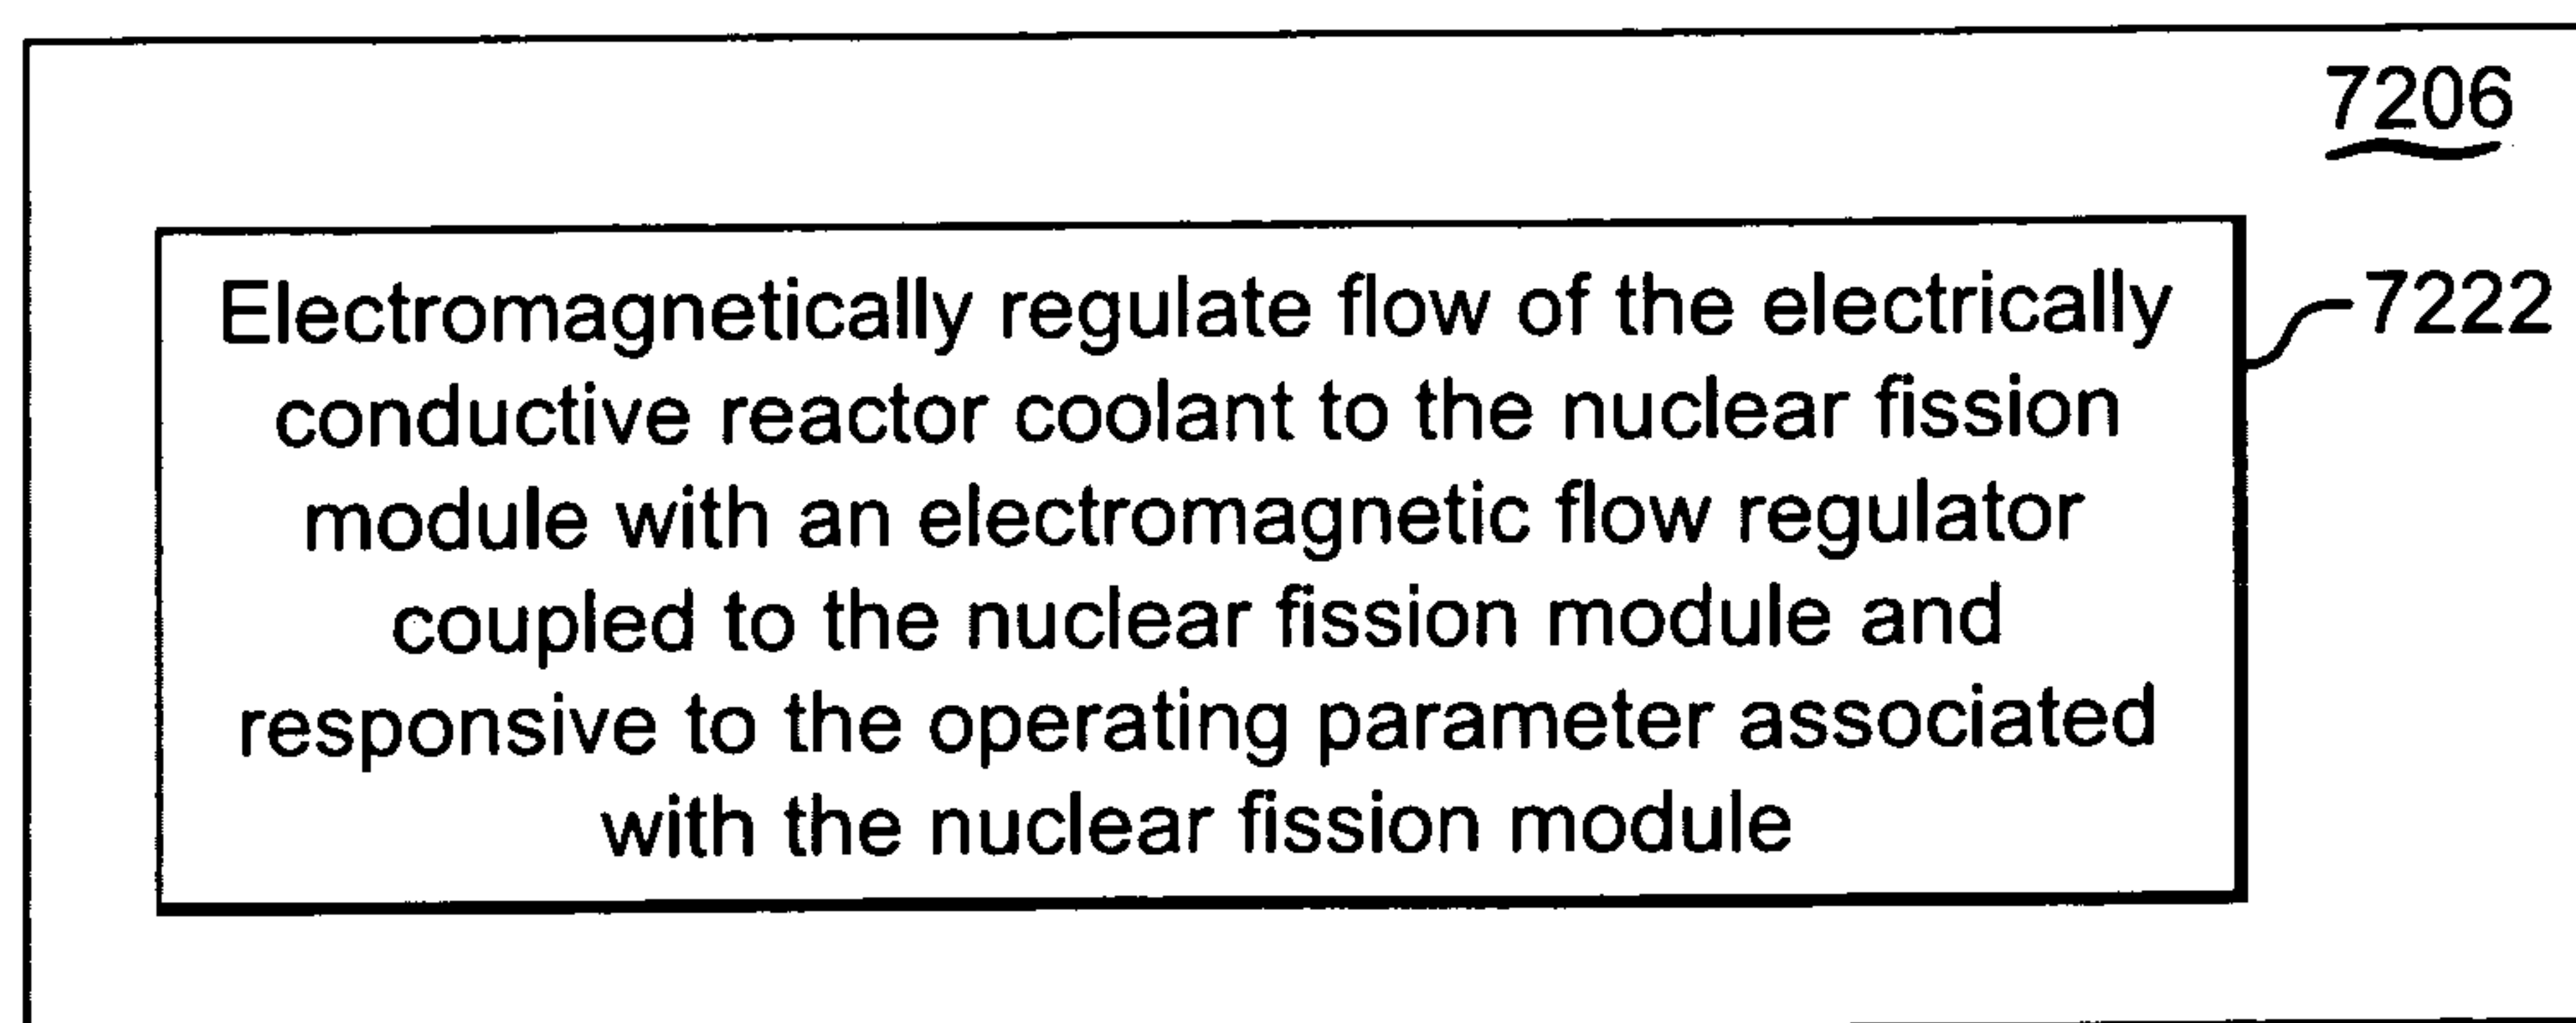 7206
Electromagnetically regulate flow of the electrically
7222
conductive reactor coolant to the nuclear fission
module with an electromagnetic flow regulator
coupled to the nuclear fission module and
responsive to the operating parameter associated
with the nuclear fission module